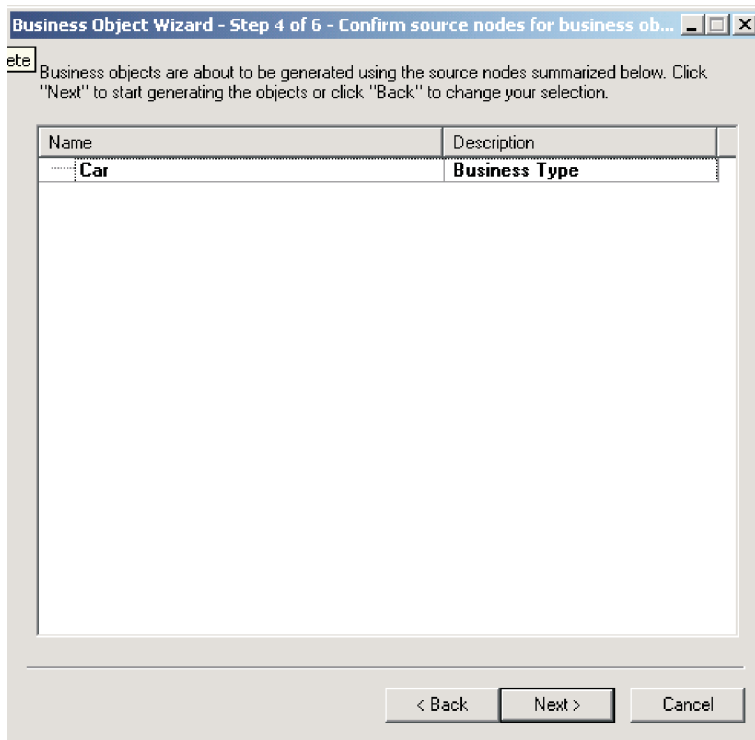 Business Object Wizard - Step 4 of 6 - Confirm source nodes for business ob...
ete
Business objects are about to be generated using the source nodes summarized below. Click
"Next" to start generating the objects or click "Back" to change your selection.
Name Description
Car Business Type
< Back Next > Cancel